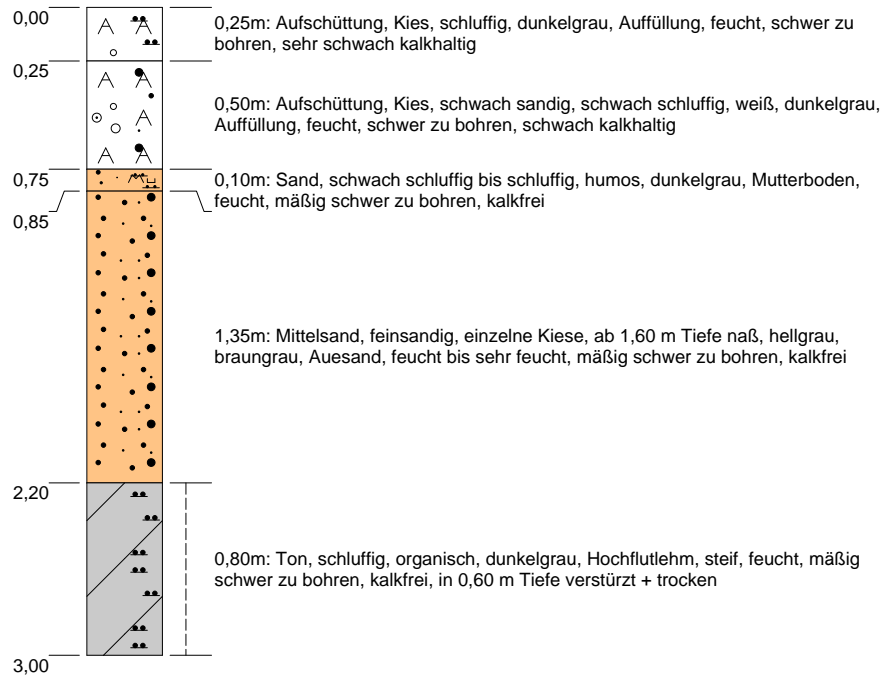 0,00
0,25m: Aufschüttung, Kies, schluffig, dunkelgrau, Auffüllung, feucht, schwer zu
bohren, sehr schwach kalkhaltig
0,25
0,50m: Aufschüttung, Kies, schwach sandig, schwach schluffig, weiß, dunkelgrau,
Auffüllung, feucht, schwer zu bohren, schwach kalkhaltig
0,75
0,10m: Sand, schwach schluffig bis schluffig, humos, dunkelgrau, Mutterboden,
feucht, mäßig schwer zu bohren, kalkfrei
0,85
1,35m: Mittelsand, feinsandig, einzelne Kiese, ab 1,60 m Tiefe naß, hellgrau,
braungrau, Auesand, feucht bis sehr feucht, mäßig schwer zu bohren, kalkfrei
2,20
0,80m: Ton, schluffig, organisch, dunkelgrau, Hochflutlehm, steif, feucht, mäßig
schwer zu bohren, kalkfrei, in 0,60 m Tiefe verstürzt + trocken
3,00